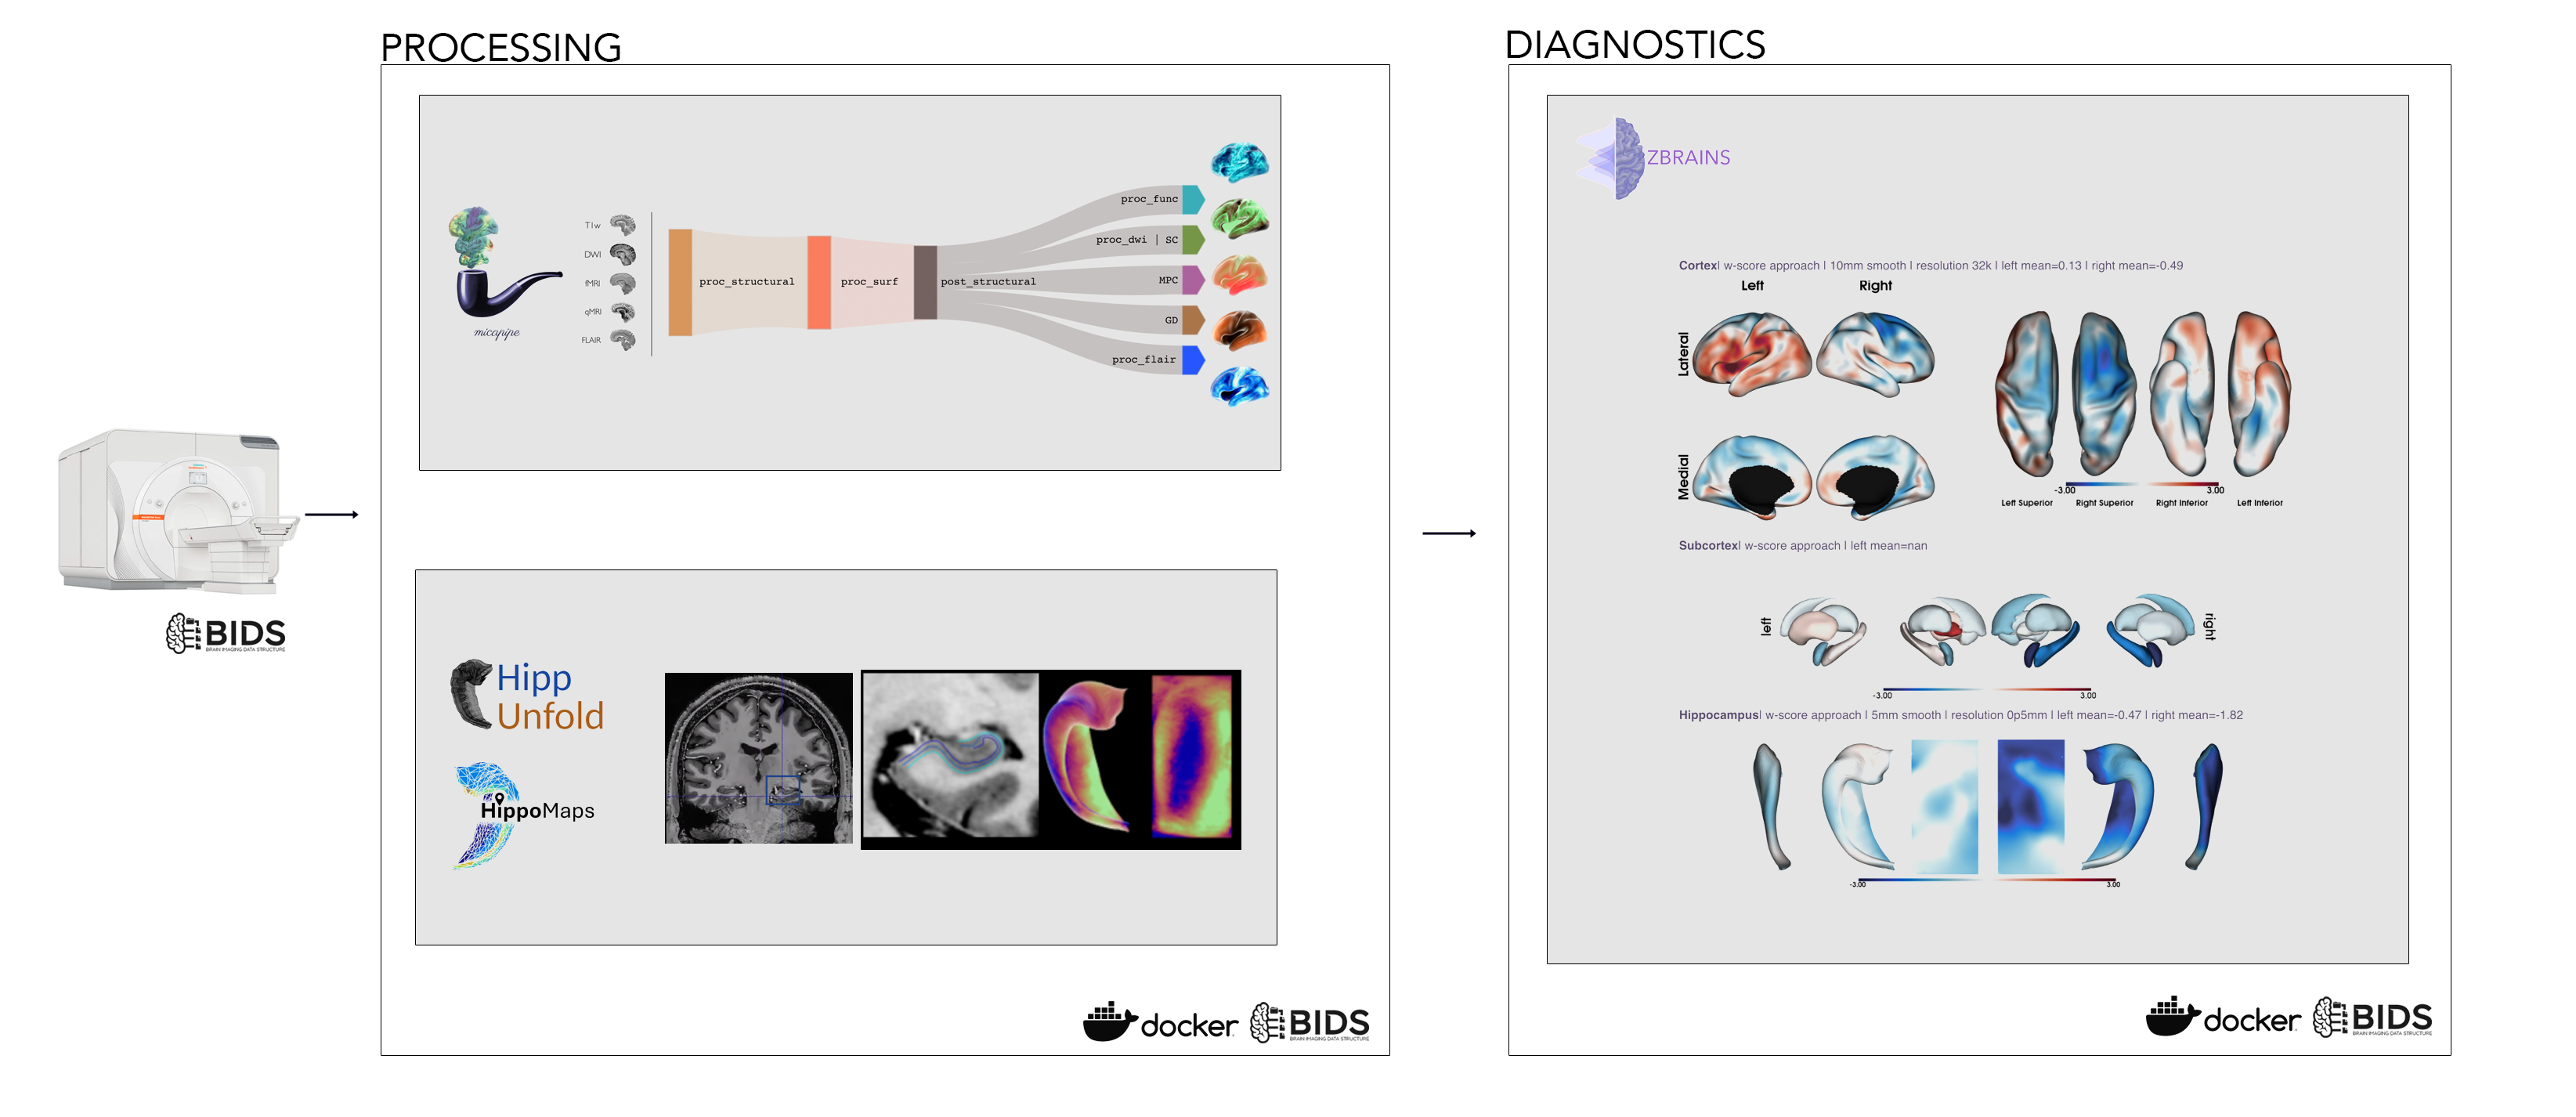 PROCESSING
DIAGNOSTICS
micapipe
T1w
DWI
fMRI
qMRI
FLAIR
proc_structural
proc_surf
post_structural
proc_func
proc_dwi | SC
MPC
GD
proc_flair
BIDS
BRAIN IMAGING DATA STRUCTURE
Hipp
Unfold
HippoMaps
docker
BIDS
BRAIN IMAGING DATA STRUCTURE
ZBRAINS
Cortex| w-score approach | 10mm smooth | resolution 32k | left mean=0.13 | right mean=-0.49
Left Right
Lateral
Medial
-3.00 3.00
Left Superior Right Superior Right Inferior Left Inferior
Subcortex| w-score approach | left mean=nan
left
right
-3.00 3.00
Hippocampus| w-score approach | 5mm smooth | resolution 0p5mm | left mean=-0.47 | right mean=-1.82
-3.00 3.00
docker
BIDS
BRAIN IMAGING DATA STRUCTURE